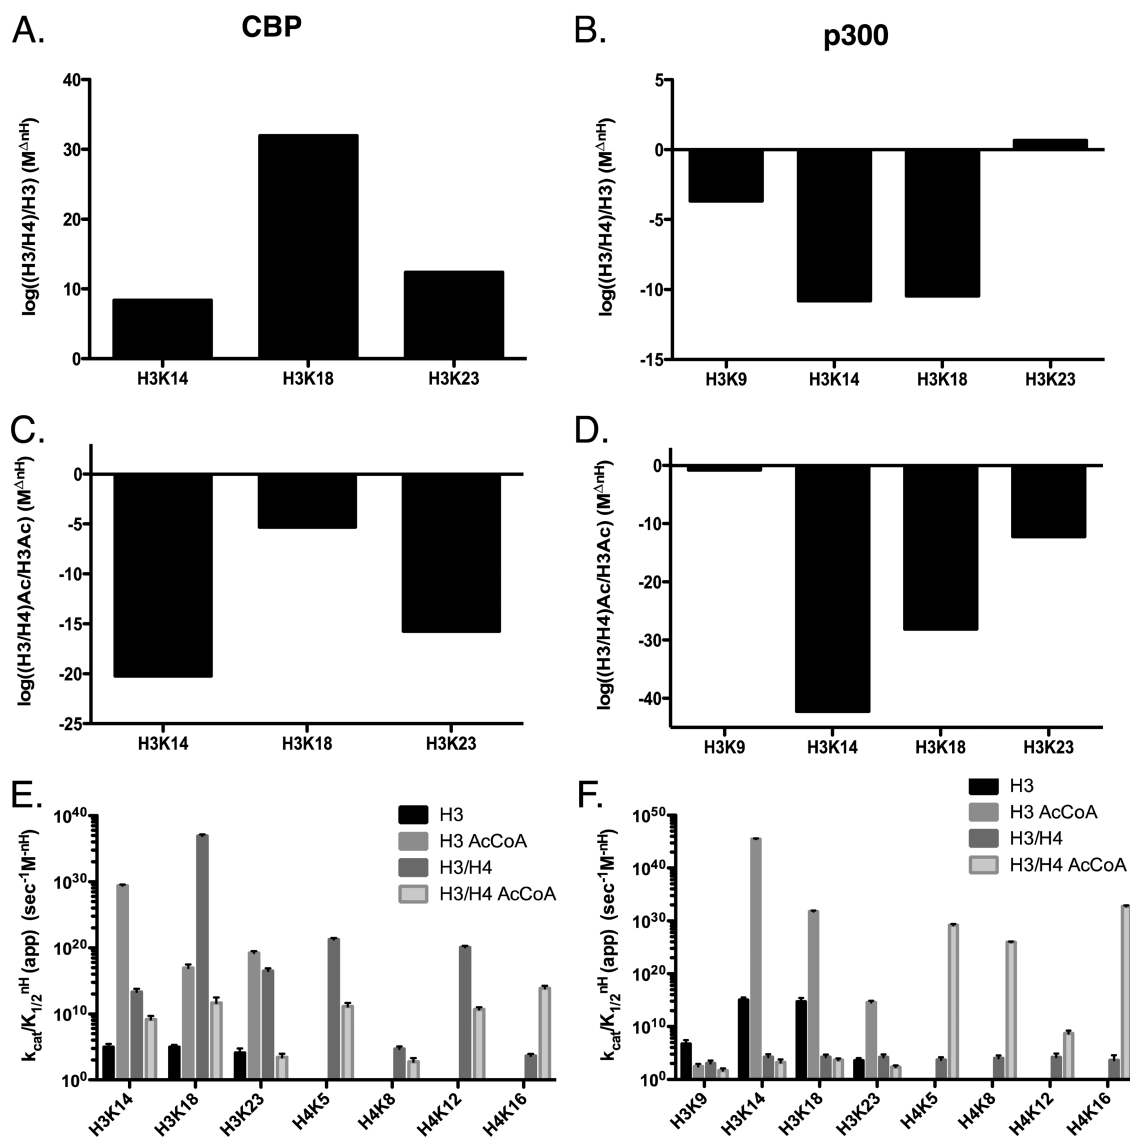 A.
CBP
B.
p300
log((H3/H4)/H3) (M^ΔnH)
40
30
20
10
0
H3K14
H3K18
H3K23
log((H3/H4)/H3) (M^ΔnH)
5
0
-5
-10
-15
H3K9
H3K14
H3K18
H3K23
C.
D.
log((H3/H4)Ac/H3Ac) (M^ΔnH)
0
-5
-10
-15
-20
-25
H3K14
H3K18
H3K23
log((H3/H4)Ac/H3Ac) (M^ΔnH)
0
-10
-20
-30
-40
H3K9
H3K14
H3K18
H3K23
E.
F.
k_cat/K_1/2^nH (app) (sec^-1M^-nH)
10^40
10^30
10^20
10^10
10^0
H3
H3 AcCoA
H3/H4
H3/H4 AcCoA
H3K14
H3K18
H3K23
H4K5
H4K8
H4K12
H4K16
k_cat/K_1/2^nH (app) (sec^-1M^-nH)
10^50
10^40
10^30
10^20
10^10
10^0
H3
H3 AcCoA
H3/H4
H3/H4 AcCoA
H3K9
H3K14
H3K18
H3K23
H4K5
H4K8
H4K12
H4K16